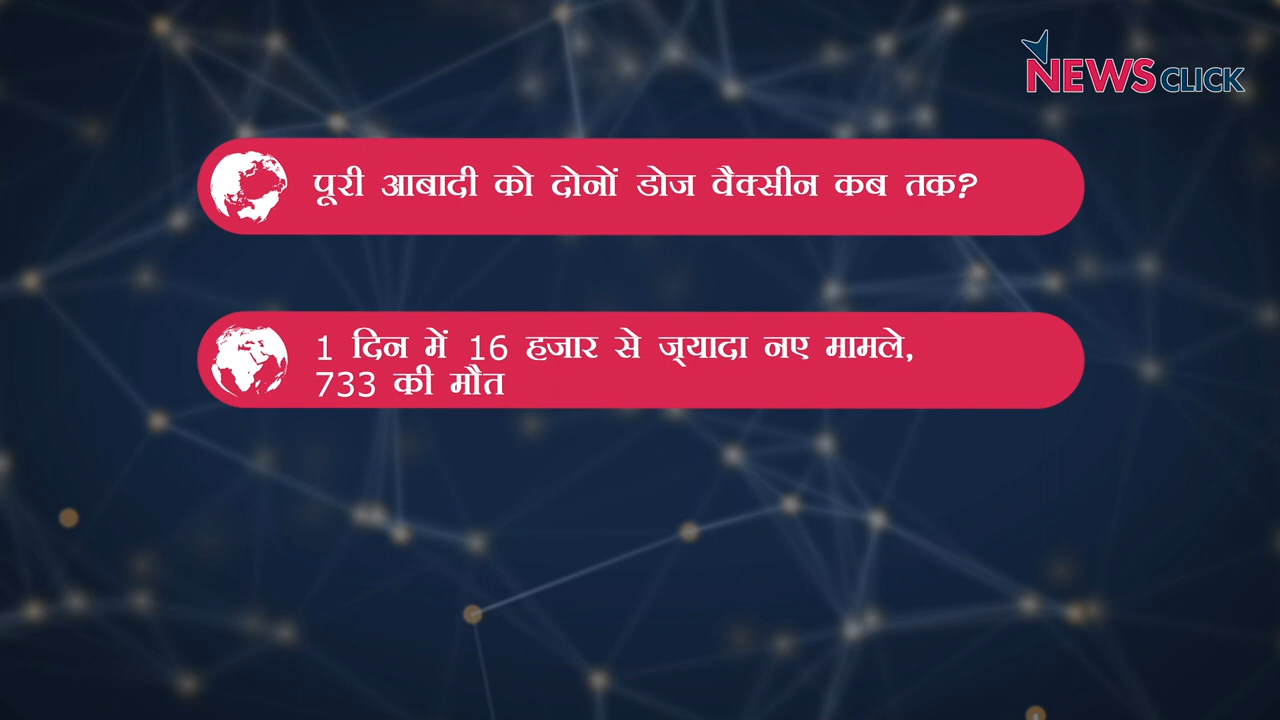 NEWSCLICK
पूरी आबादी को दोनों डोज वैक्सीन कब तक?
1 दिन में 16 हजार से ज्यादा नए मामले,
733 की मौत